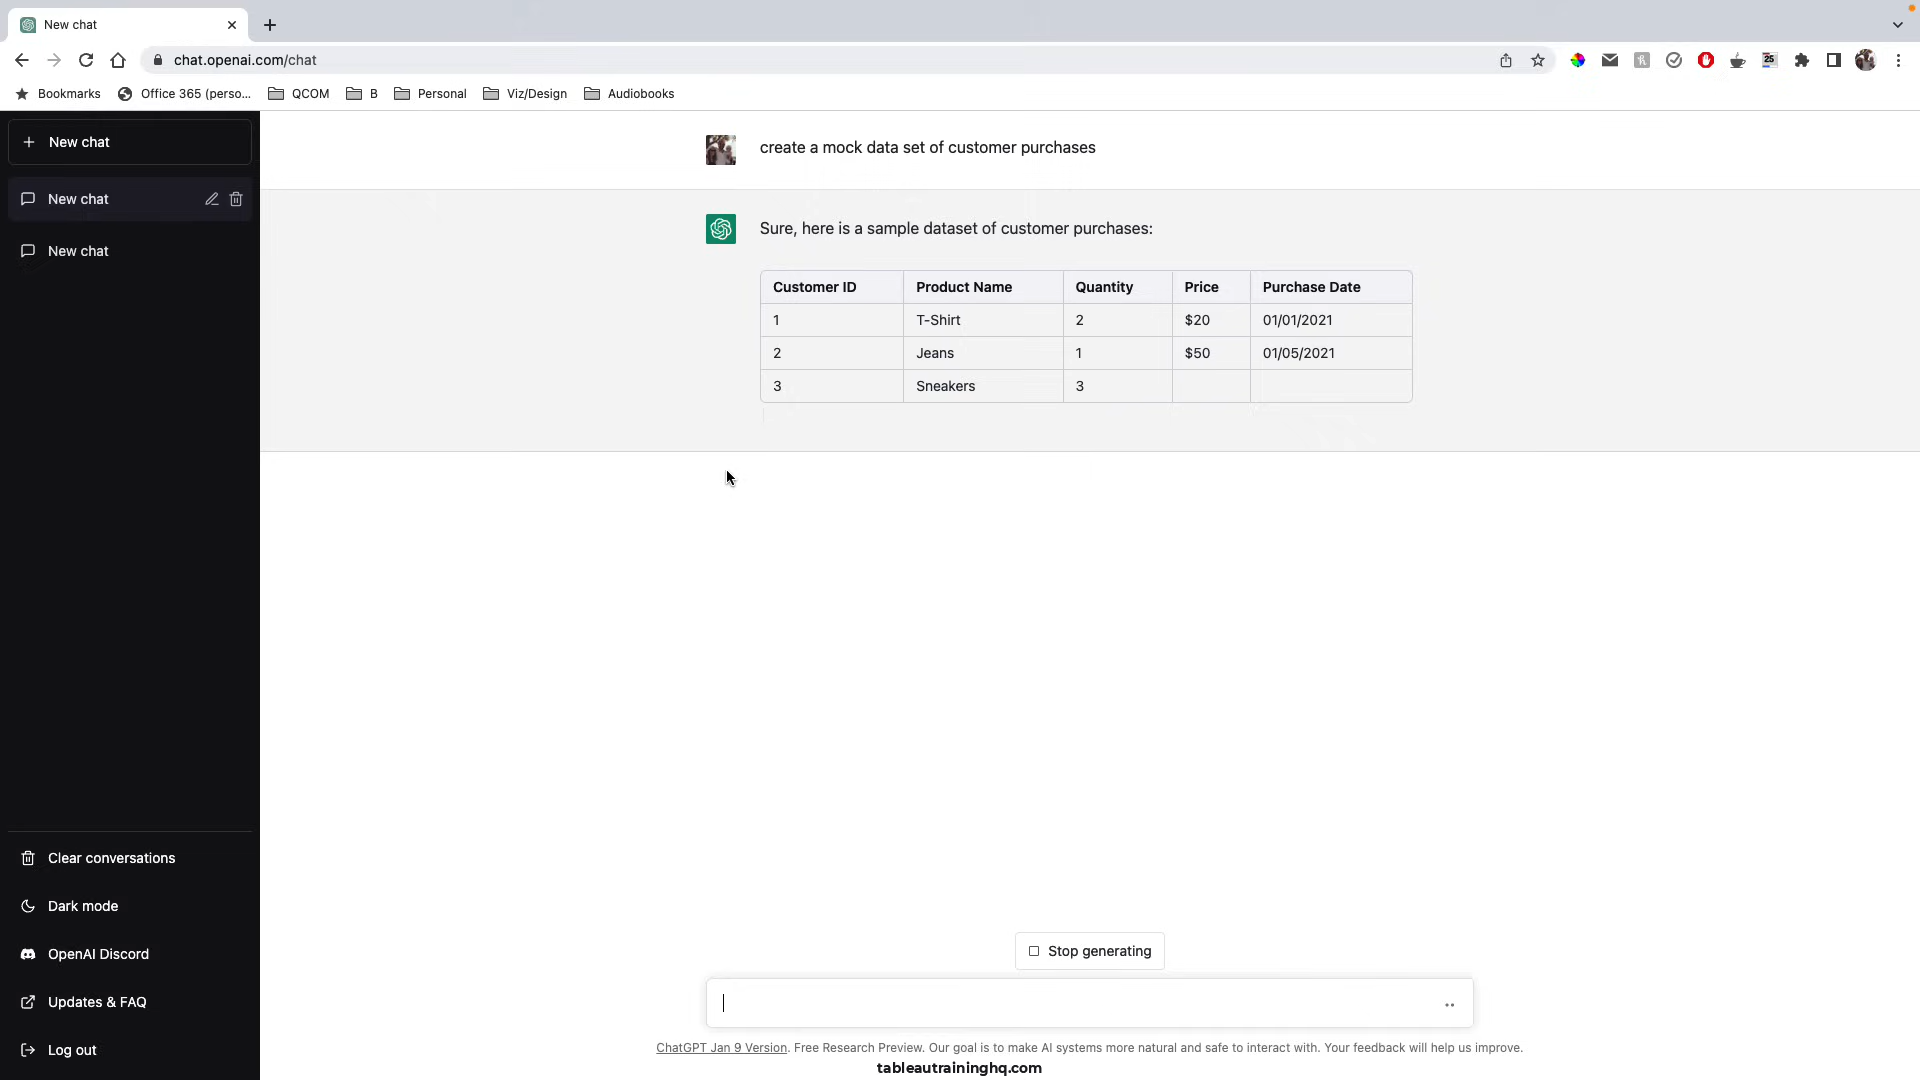 New chat
chat.openai.com/chat
25
Bookmarks
Office 365 (perso...
QCOM
B
Personal
Viz/Design
Audiobooks
New chat
New chat
New chat
create a mock data set of customer purchases
Sure, here is a sample dataset of customer purchases:
Customer ID Product Name Quantity Price Purchase Date
1 T-Shirt 2 $20 01/01/2021
2 Jeans 1 $50 01/05/2021
3 Sneakers 3
Clear conversations
Dark mode
OpenAI Discord
Updates & FAQ
Log out
Stop generating
ChatGPT Jan 9 Version. Free Research Preview. Our goal is to make AI systems more natural and safe to interact with. Your feedback will help us improve.
tableautraininghq.com